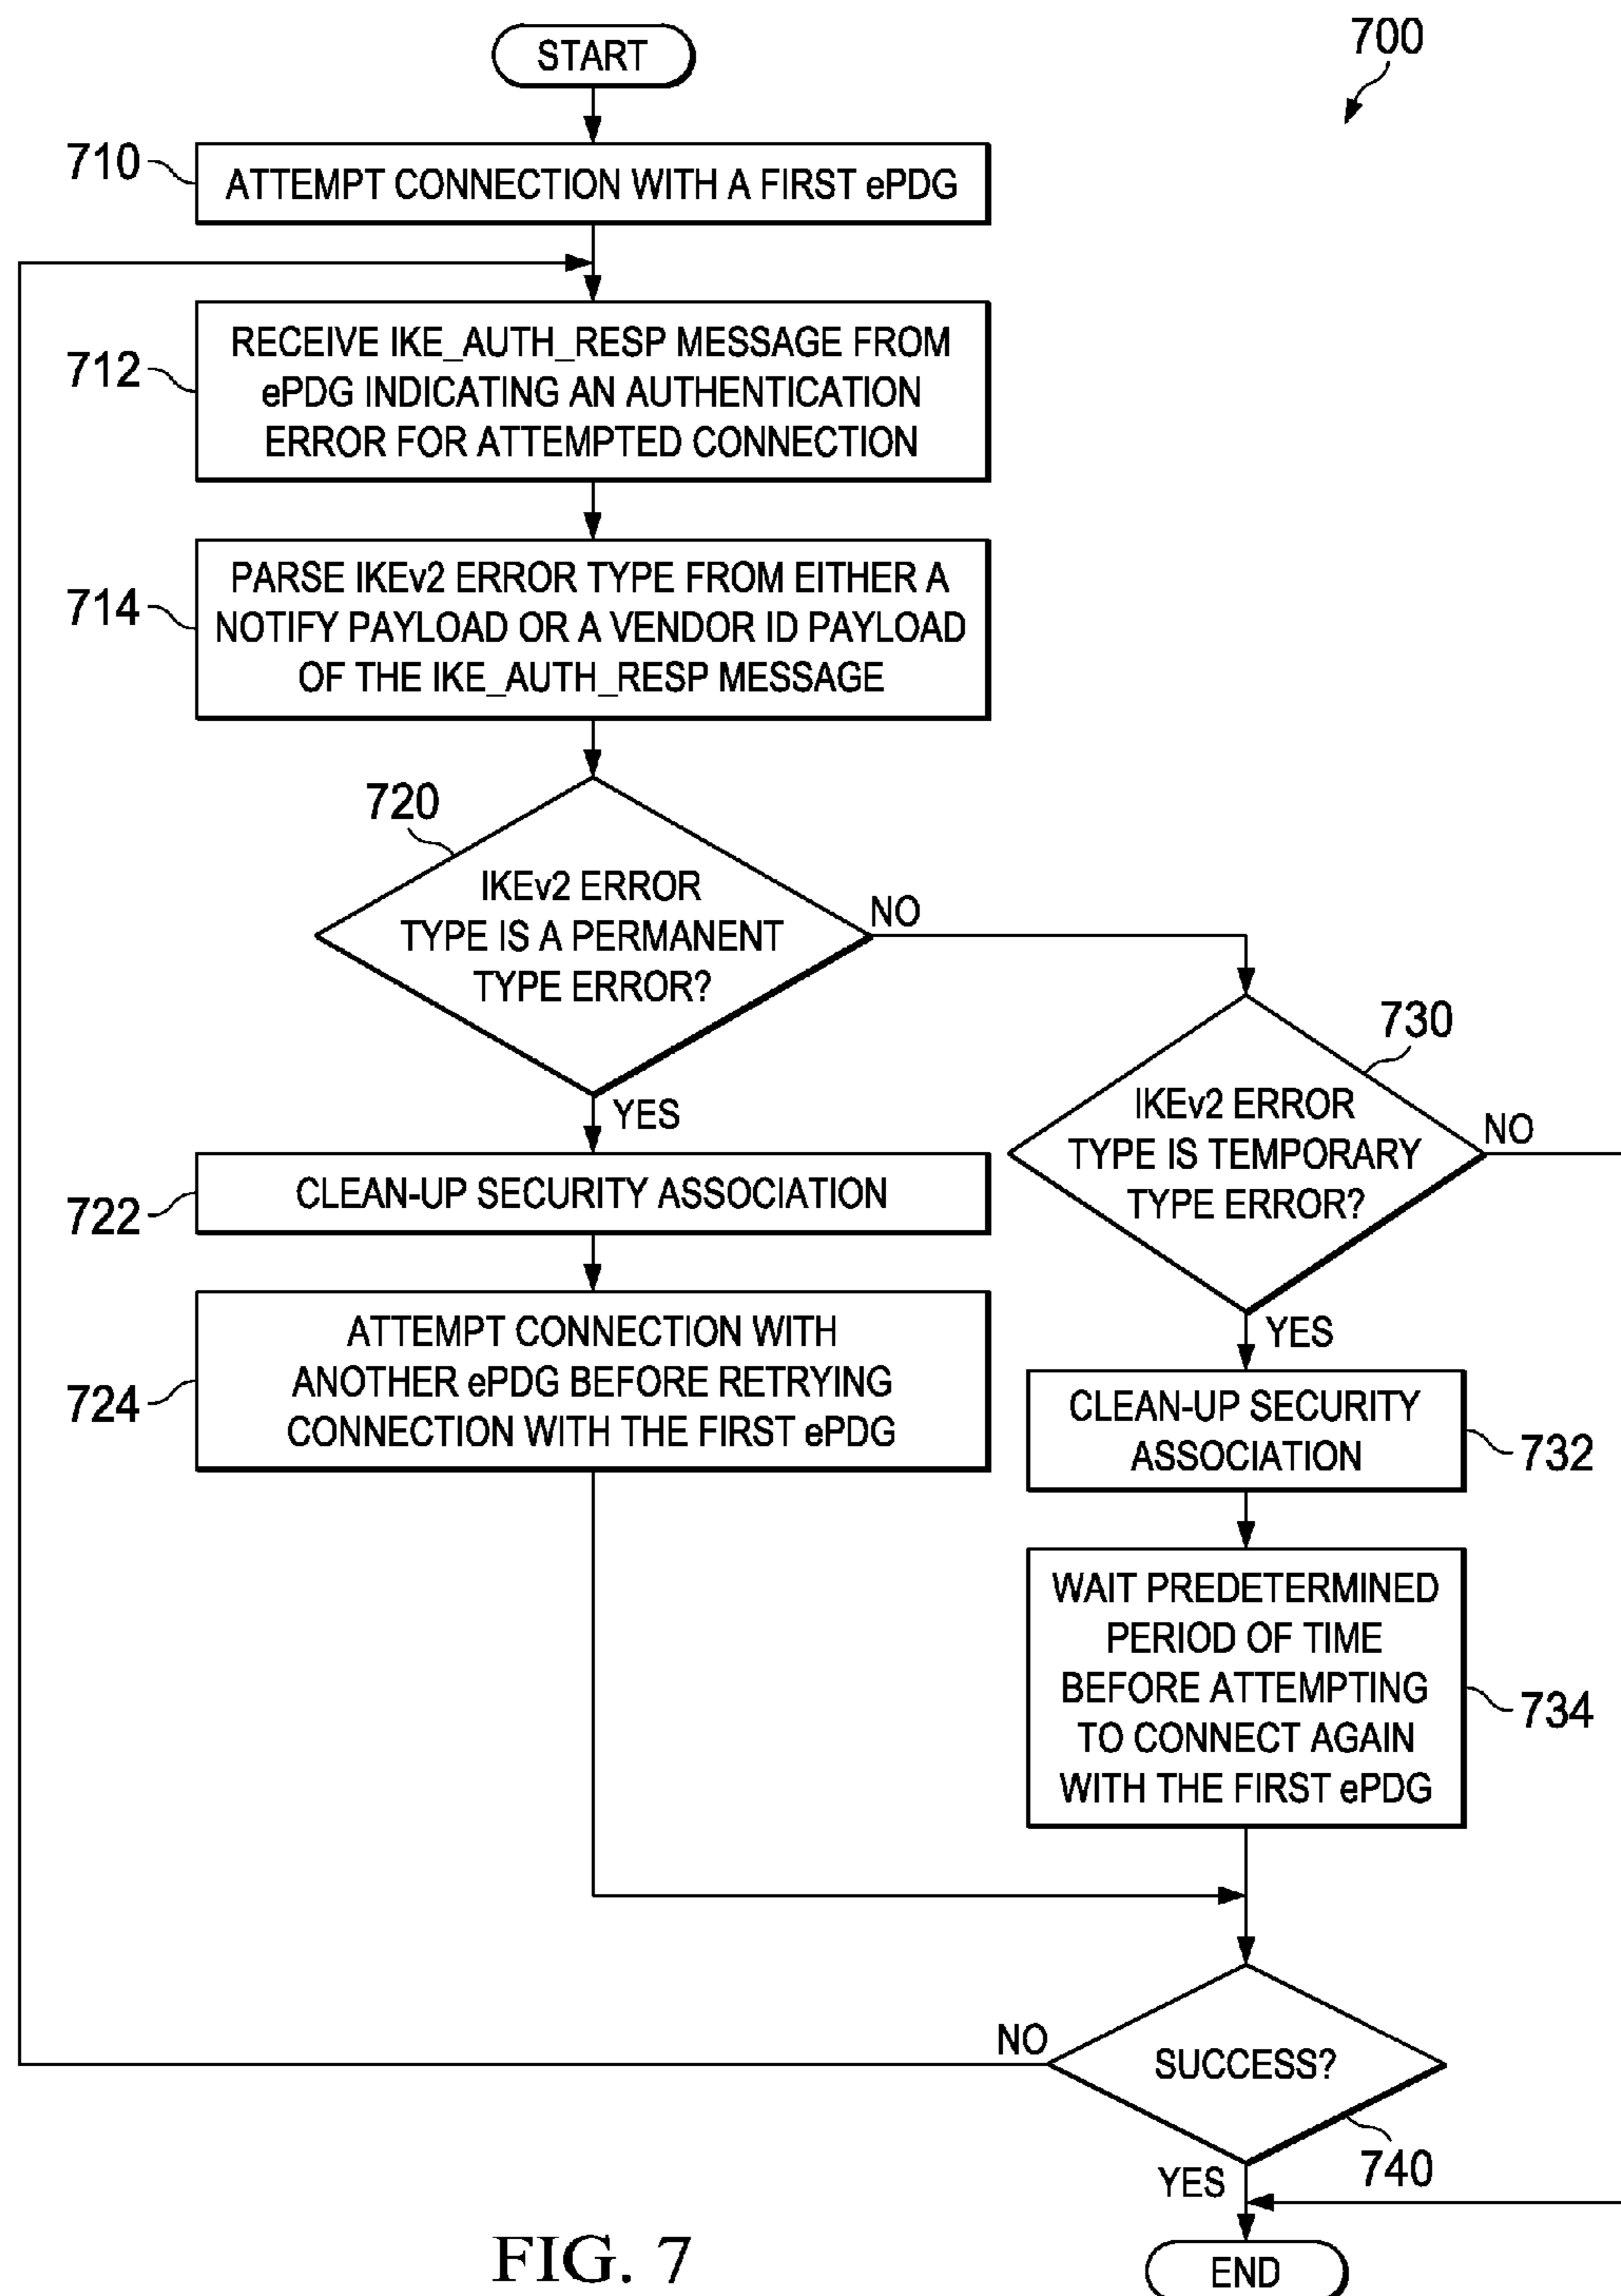 700
START
710
ATTEMPT CONNECTION WITH A FIRST ePDG
712
RECEIVE IKE_AUTH_RESP MESSAGE FROM
ePDG INDICATING AN AUTHENTICATION
ERROR FOR ATTEMPTED CONNECTION
714
PARSE IKEv2 ERROR TYPE FROM EITHER A
NOTIFY PAYLOAD OR A VENDOR ID PAYLOAD
OF THE IKE_AUTH_RESP MESSAGE
720
IKEv2 ERROR
TYPE IS A PERMANENT
TYPE ERROR?
NO
YES
722
CLEAN-UP SECURITY ASSOCIATION
724
ATTEMPT CONNECTION WITH
ANOTHER ePDG BEFORE RETRYING
CONNECTION WITH THE FIRST ePDG
730
IKEv2 ERROR
TYPE IS TEMPORARY
TYPE ERROR?
NO
YES
CLEAN-UP SECURITY
ASSOCIATION
732
WAIT PREDETERMINED
PERIOD OF TIME
BEFORE ATTEMPTING
TO CONNECT AGAIN
WITH THE FIRST ePDG
734
NO
SUCCESS?
740
YES
END
FIG. 7